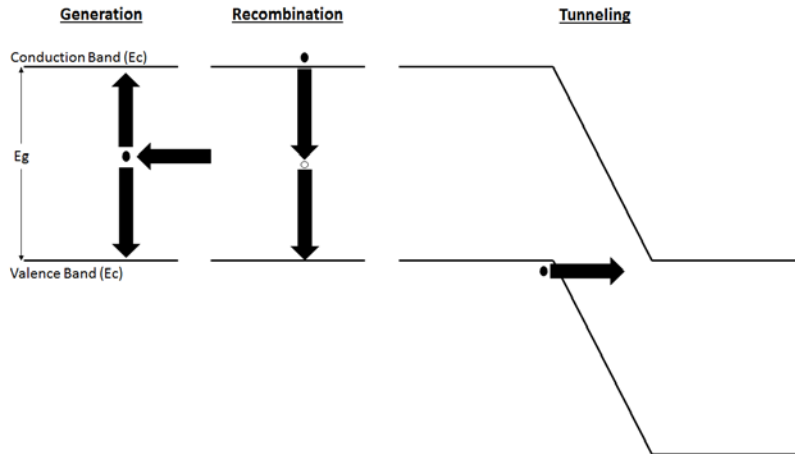 Generation
Recombination
Tunneling
Conduction Band (Ec)
Eg
Valence Band (Ec)